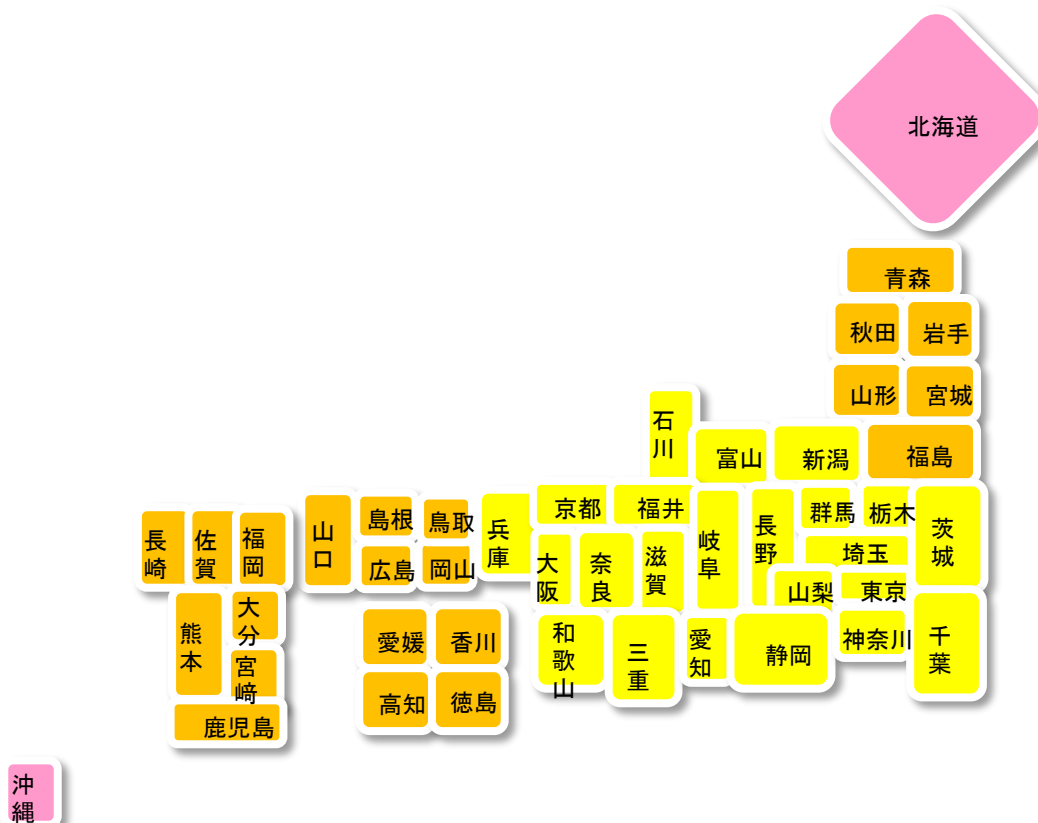 北海道
青森
秋田
岩手
山形
宮城
石川
富山
新潟
福島
長崎
佐賀
福岡
山口
島根
鳥取
兵庫
京都
福井
岐阜
長野
群馬
栃木
茨城
広島
岡山
大阪
奈良
滋賀
埼玉
山梨
東京
熊本
大分
愛媛
香川
和歌山
三重
愛知
静岡
神奈川
千葉
宮﨑
高知
徳島
鹿児島
沖縄